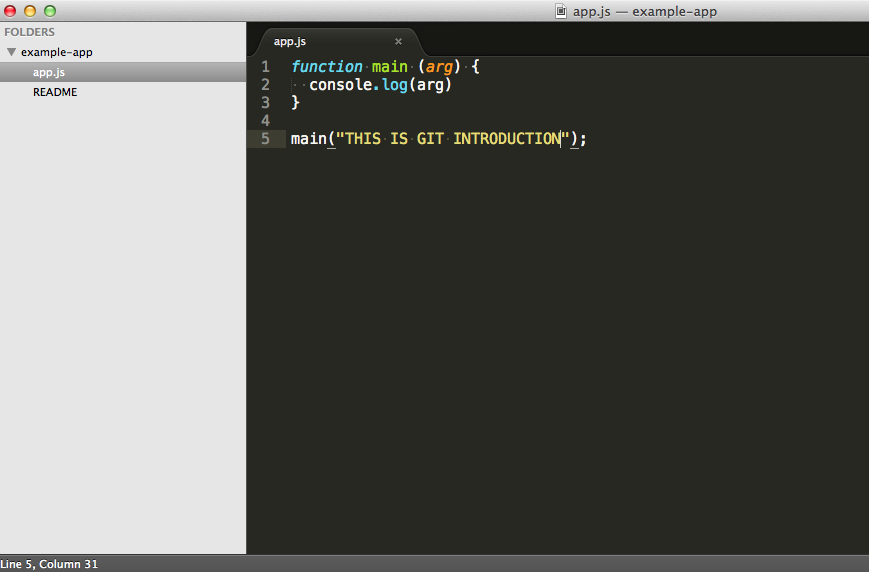 app.js — example-app
FOLDERS
example-app
app.js
README
app.js ×
1 function main (arg) {
2   console.log(arg)
3 }
4
5 main("THIS IS GIT INTRODUCTION");
Line 5, Column 31